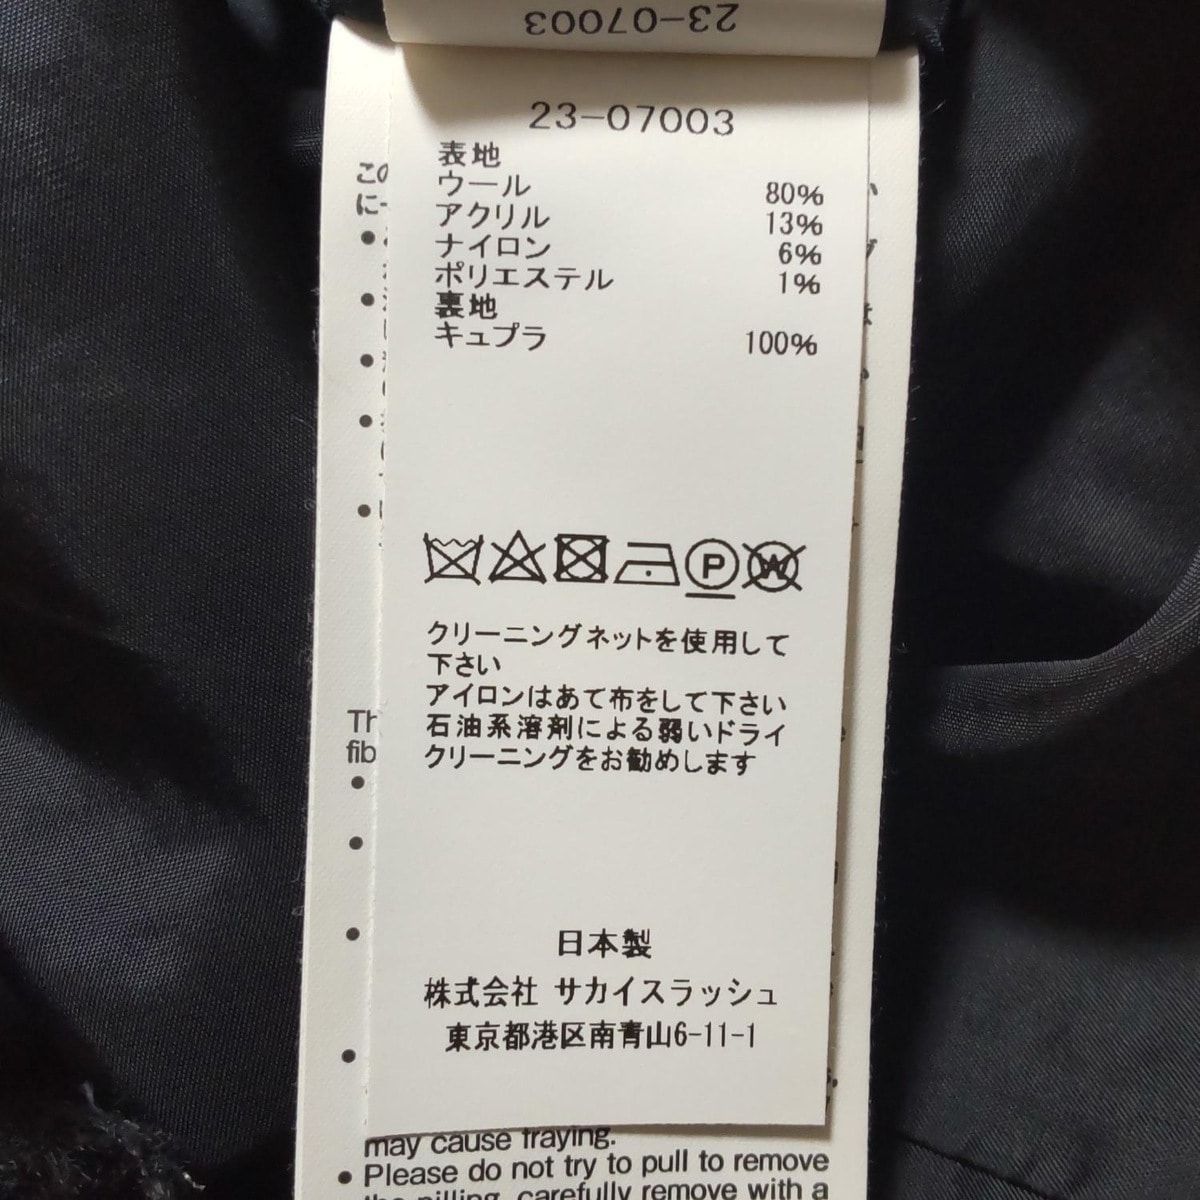 23-07003
23-07003
表地
ウール 80%
アクリル 13%
ナイロン 6%
ポリエステル 1%
裏地
キュプラ 100%
P W
クリーニングネットを使用して
下さい
アイロンはあて布をして下さい
石油系溶剤による弱いドライ
クリーニングをお勧めします
日本製
株式会社 サカイスラッシュ
東京都港区南青山6-11-1
may cause fraying.
• Please do not try to pull to remove
the pilling, carefully remove with a